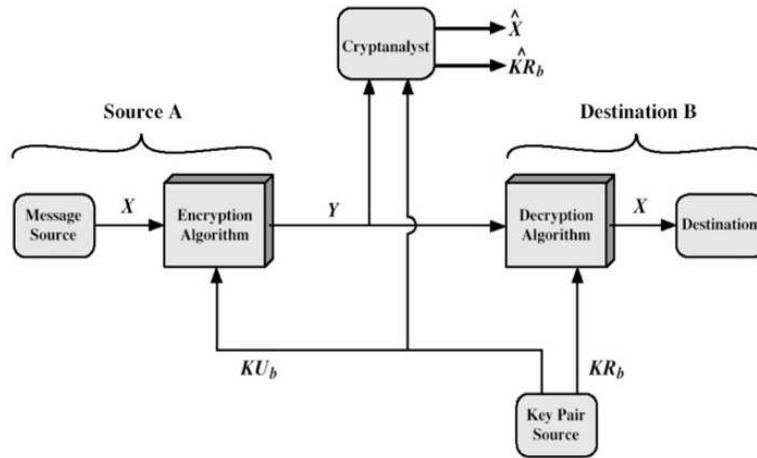 X̂
Cryptanalyst
K̂R_b
Source A
Destination B
Message
Source
X
Encryption
Algorithm
Y
Decryption
Algorithm
X
Destination
KU_b
KR_b
Key Pair
Source